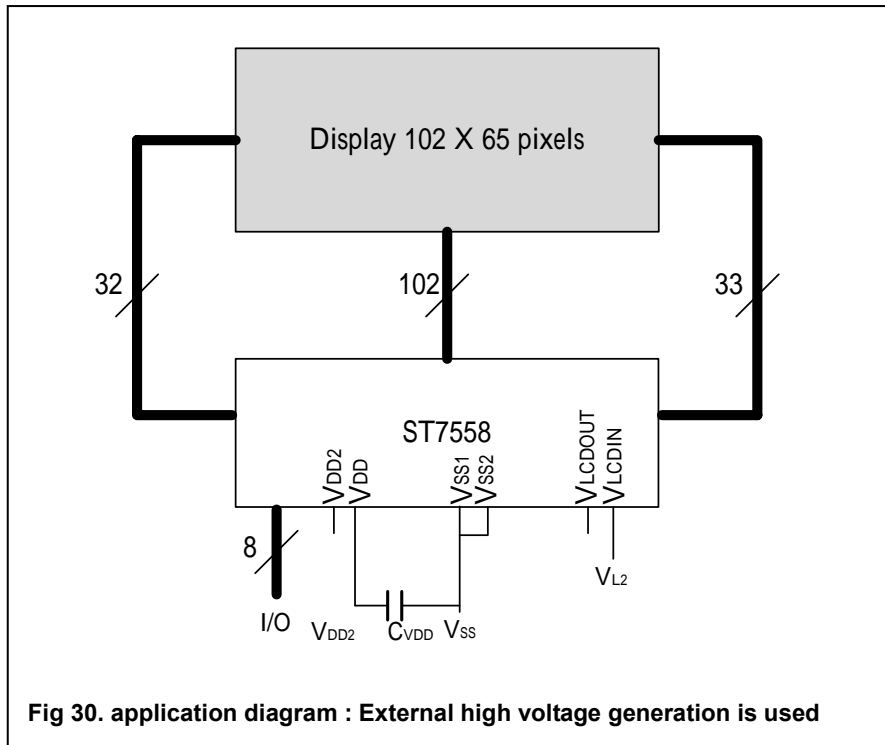 Display 102 X 65 pixels
32
102
33
ST7558
VDD2
VDD
VSS1
VSS2
VLCDOUT
VLCDIN
8
I/O
VDD2
CVDD
VSS
VL2
Fig 30. application diagram : External high voltage generation is used